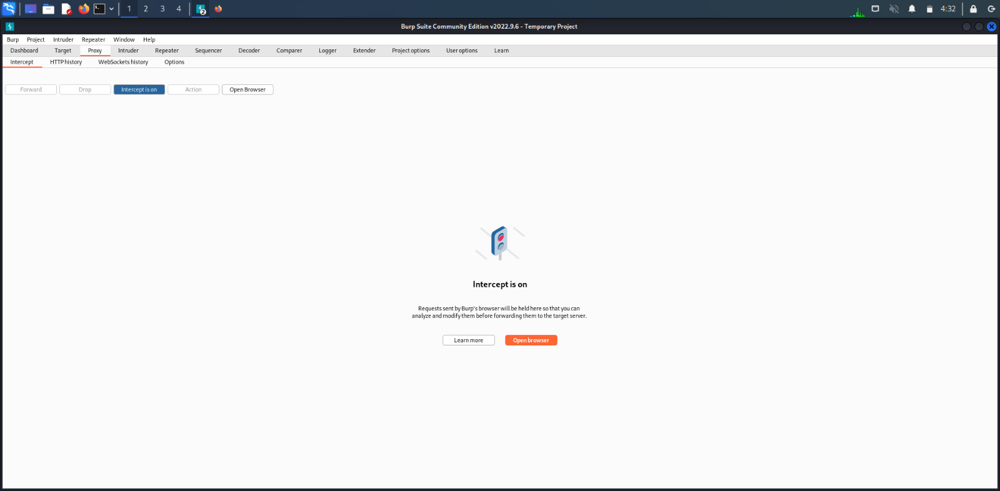 1 2 3 4 2 4:32
Burp Suite Community Edition v2022.9.6 - Temporary Project
Burp Project Intruder Repeater Window Help
Dashboard Target Proxy Intruder Repeater Sequencer Decoder Comparer Logger Extender Project options User options Learn
Intercept HTTP history WebSockets history Options
Forward Drop Intercept is on Action Open Browser
Intercept is on
Requests sent by Burp's browser will be held here so that you can
analyze and modify them before forwarding them to the target server.
Learn more Open browser